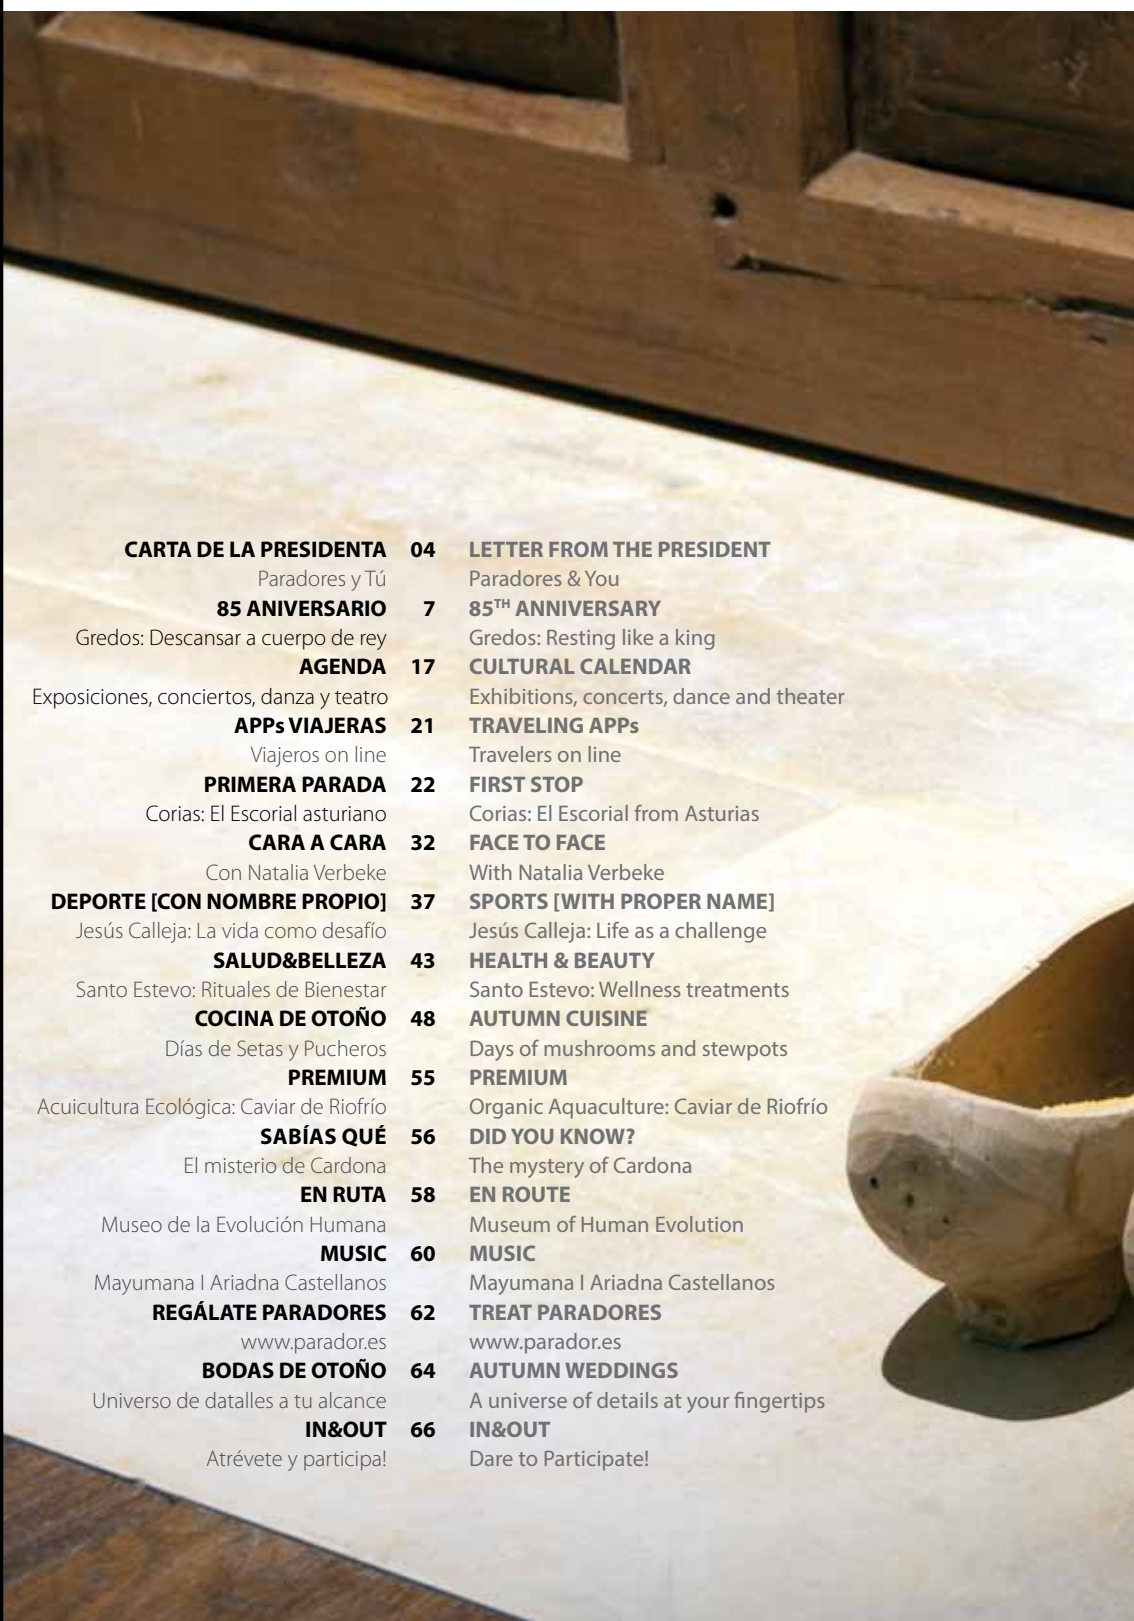 CARTA DE LA PRESIDENTA 04 LETTER FROM THE PRESIDENT
Paradores y Tú Paradores & You
85 ANIVERSARIO 7 85TH ANNIVERSARY
Gredos: Descansar a cuerpo de rey Gredos: Resting like a king
AGENDA 17 CULTURAL CALENDAR
Exposiciones, conciertos, danza y teatro Exhibitions, concerts, dance and theater
APPs VIAJERAS 21 TRAVELING APPs
Viajeros on line Travelers on line
PRIMERA PARADA 22 FIRST STOP
Corias: El Escorial asturiano Corias: El Escorial from Asturias
CARA A CARA 32 FACE TO FACE
Con Natalia Verbeke With Natalia Verbeke
DEPORTE [CON NOMBRE PROPIO] 37 SPORTS [WITH PROPER NAME]
Jesús Calleja: La vida como desafío Jesús Calleja: Life as a challenge
SALUD&BELLEZA 43 HEALTH & BEAUTY
Santo Estevo: Rituales de Bienestar Santo Estevo: Wellness treatments
COCINA DE OTOÑO 48 AUTUMN CUISINE
Días de Setas y Pucheros Days of mushrooms and stewpots
PREMIUM 55 PREMIUM
Acuicultura Ecológica: Caviar de Riofrío Organic Aquaculture: Caviar de Riofrío
SABÍAS QUÉ 56 DID YOU KNOW?
El misterio de Cardona The mystery of Cardona
EN RUTA 58 EN ROUTE
Museo de la Evolución Humana Museum of Human Evolution
MUSIC 60 MUSIC
Mayumana I Ariadna Castellanos Mayumana I Ariadna Castellanos
REGÁLATE PARADORES 62 TREAT PARADORES
www.parador.es www.parador.es
BODAS DE OTOÑO 64 AUTUMN WEDDINGS
Universo de datalles a tu alcance A universe of details at your fingertips
IN&OUT 66 IN&OUT
Atrévete y participa! Dare to Participate!